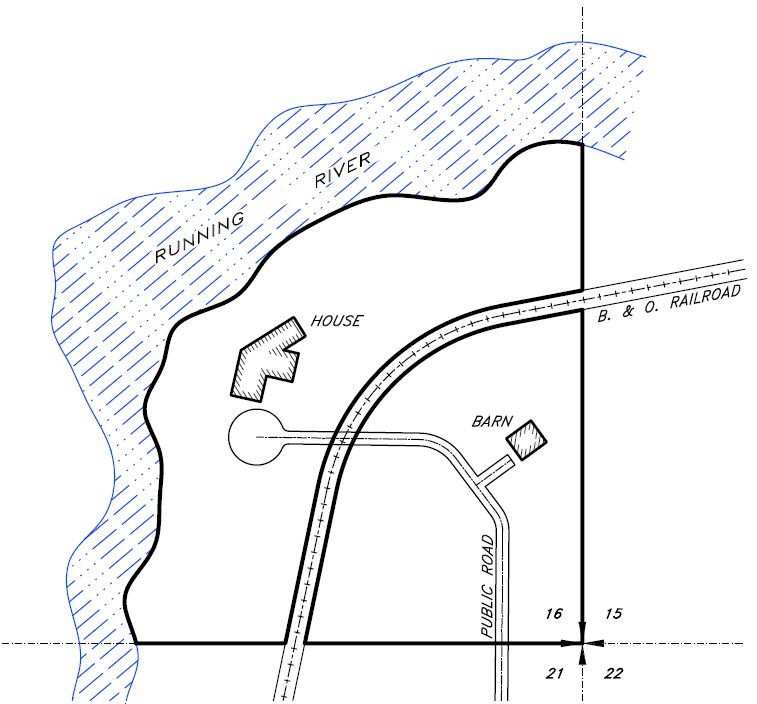 RUNNING RIVER
HOUSE
B. & O. RAILROAD
BARN
PUBLIC ROAD
16 15
21 22